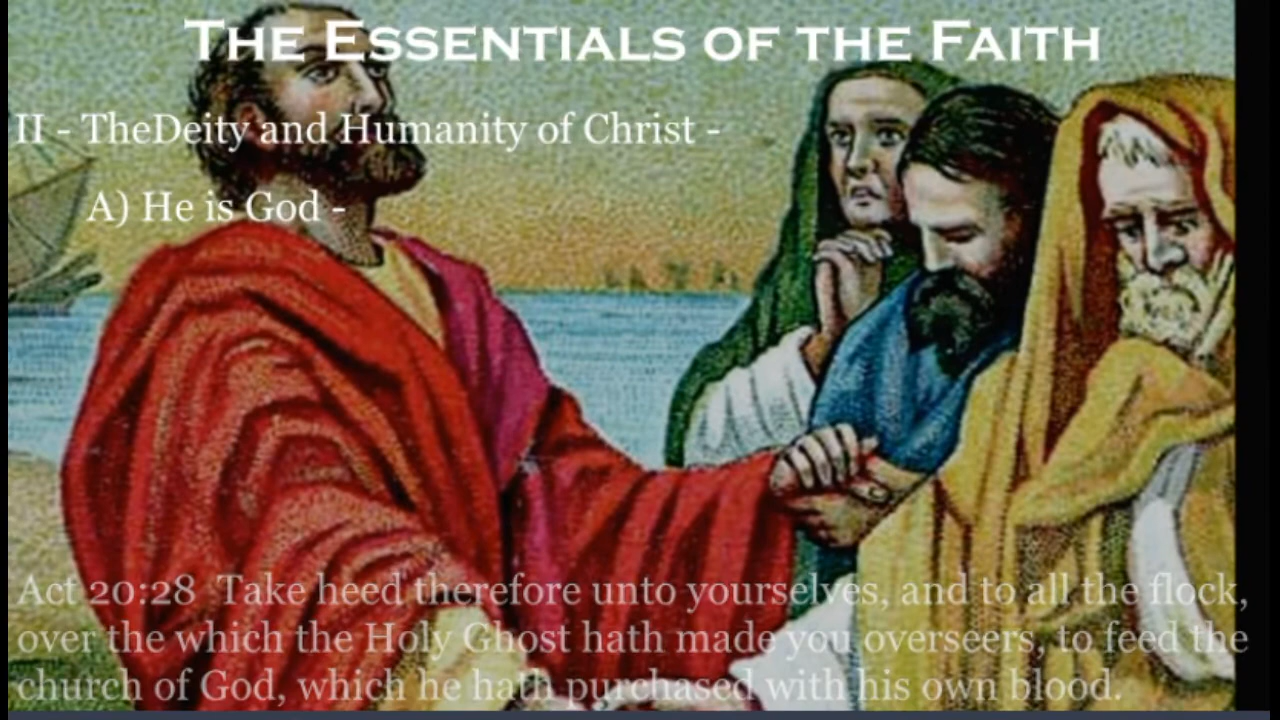 The Essentials of the Faith
II - TheDeity and Humanity of Christ -
A) He is God -
Act 20:28 Take heed therefore unto yourselves, and to all the flock,
over the which the Holy Ghost hath made you overseers, to feed the
church of God, which he hath purchased with his own blood.